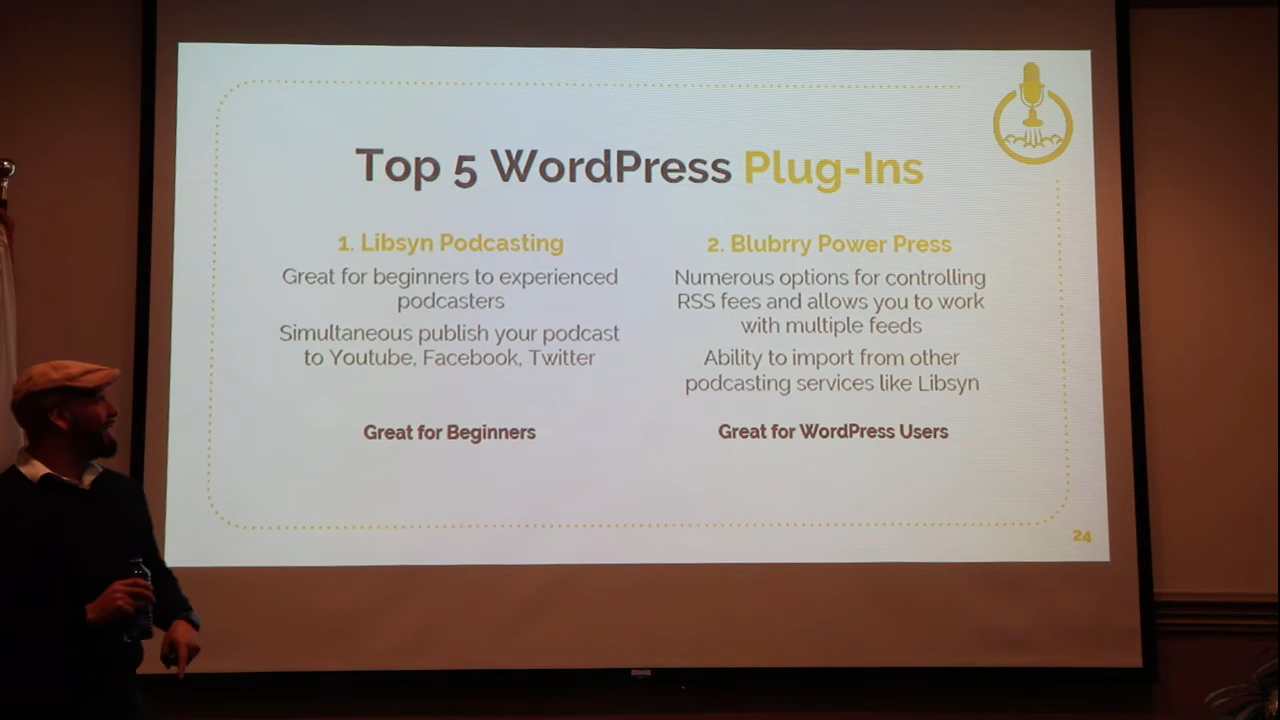 Top 5 WordPress Plug-Ins
1. Libsyn Podcasting
Great for beginners to experienced
podcasters
Simultaneous publish your podcast
to Youtube, Facebook, Twitter
Great for Beginners
2. Blubrry Power Press
Numerous options for controlling
RSS fees and allows you to work
with multiple feeds
Ability to import from other
podcasting services like Libsyn
Great for WordPress Users
24